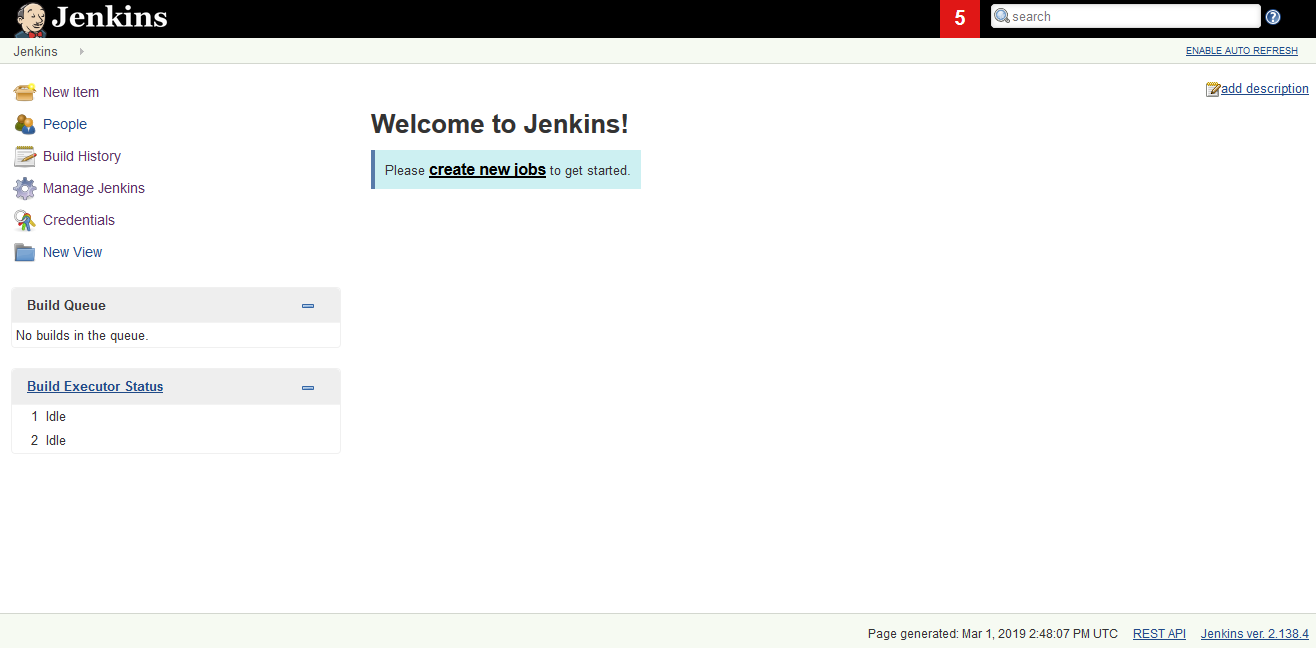 Jenkins
5
search
?
Jenkins
ENABLE AUTO REFRESH
New Item
People
Build History
Manage Jenkins
Credentials
New View
add description
Welcome to Jenkins!
Please create new jobs to get started.
Build Queue
No builds in the queue.
Build Executor Status
1 Idle
2 Idle
Page generated: Mar 1, 2019 2:48:07 PM UTC REST API Jenkins ver. 2.138.4